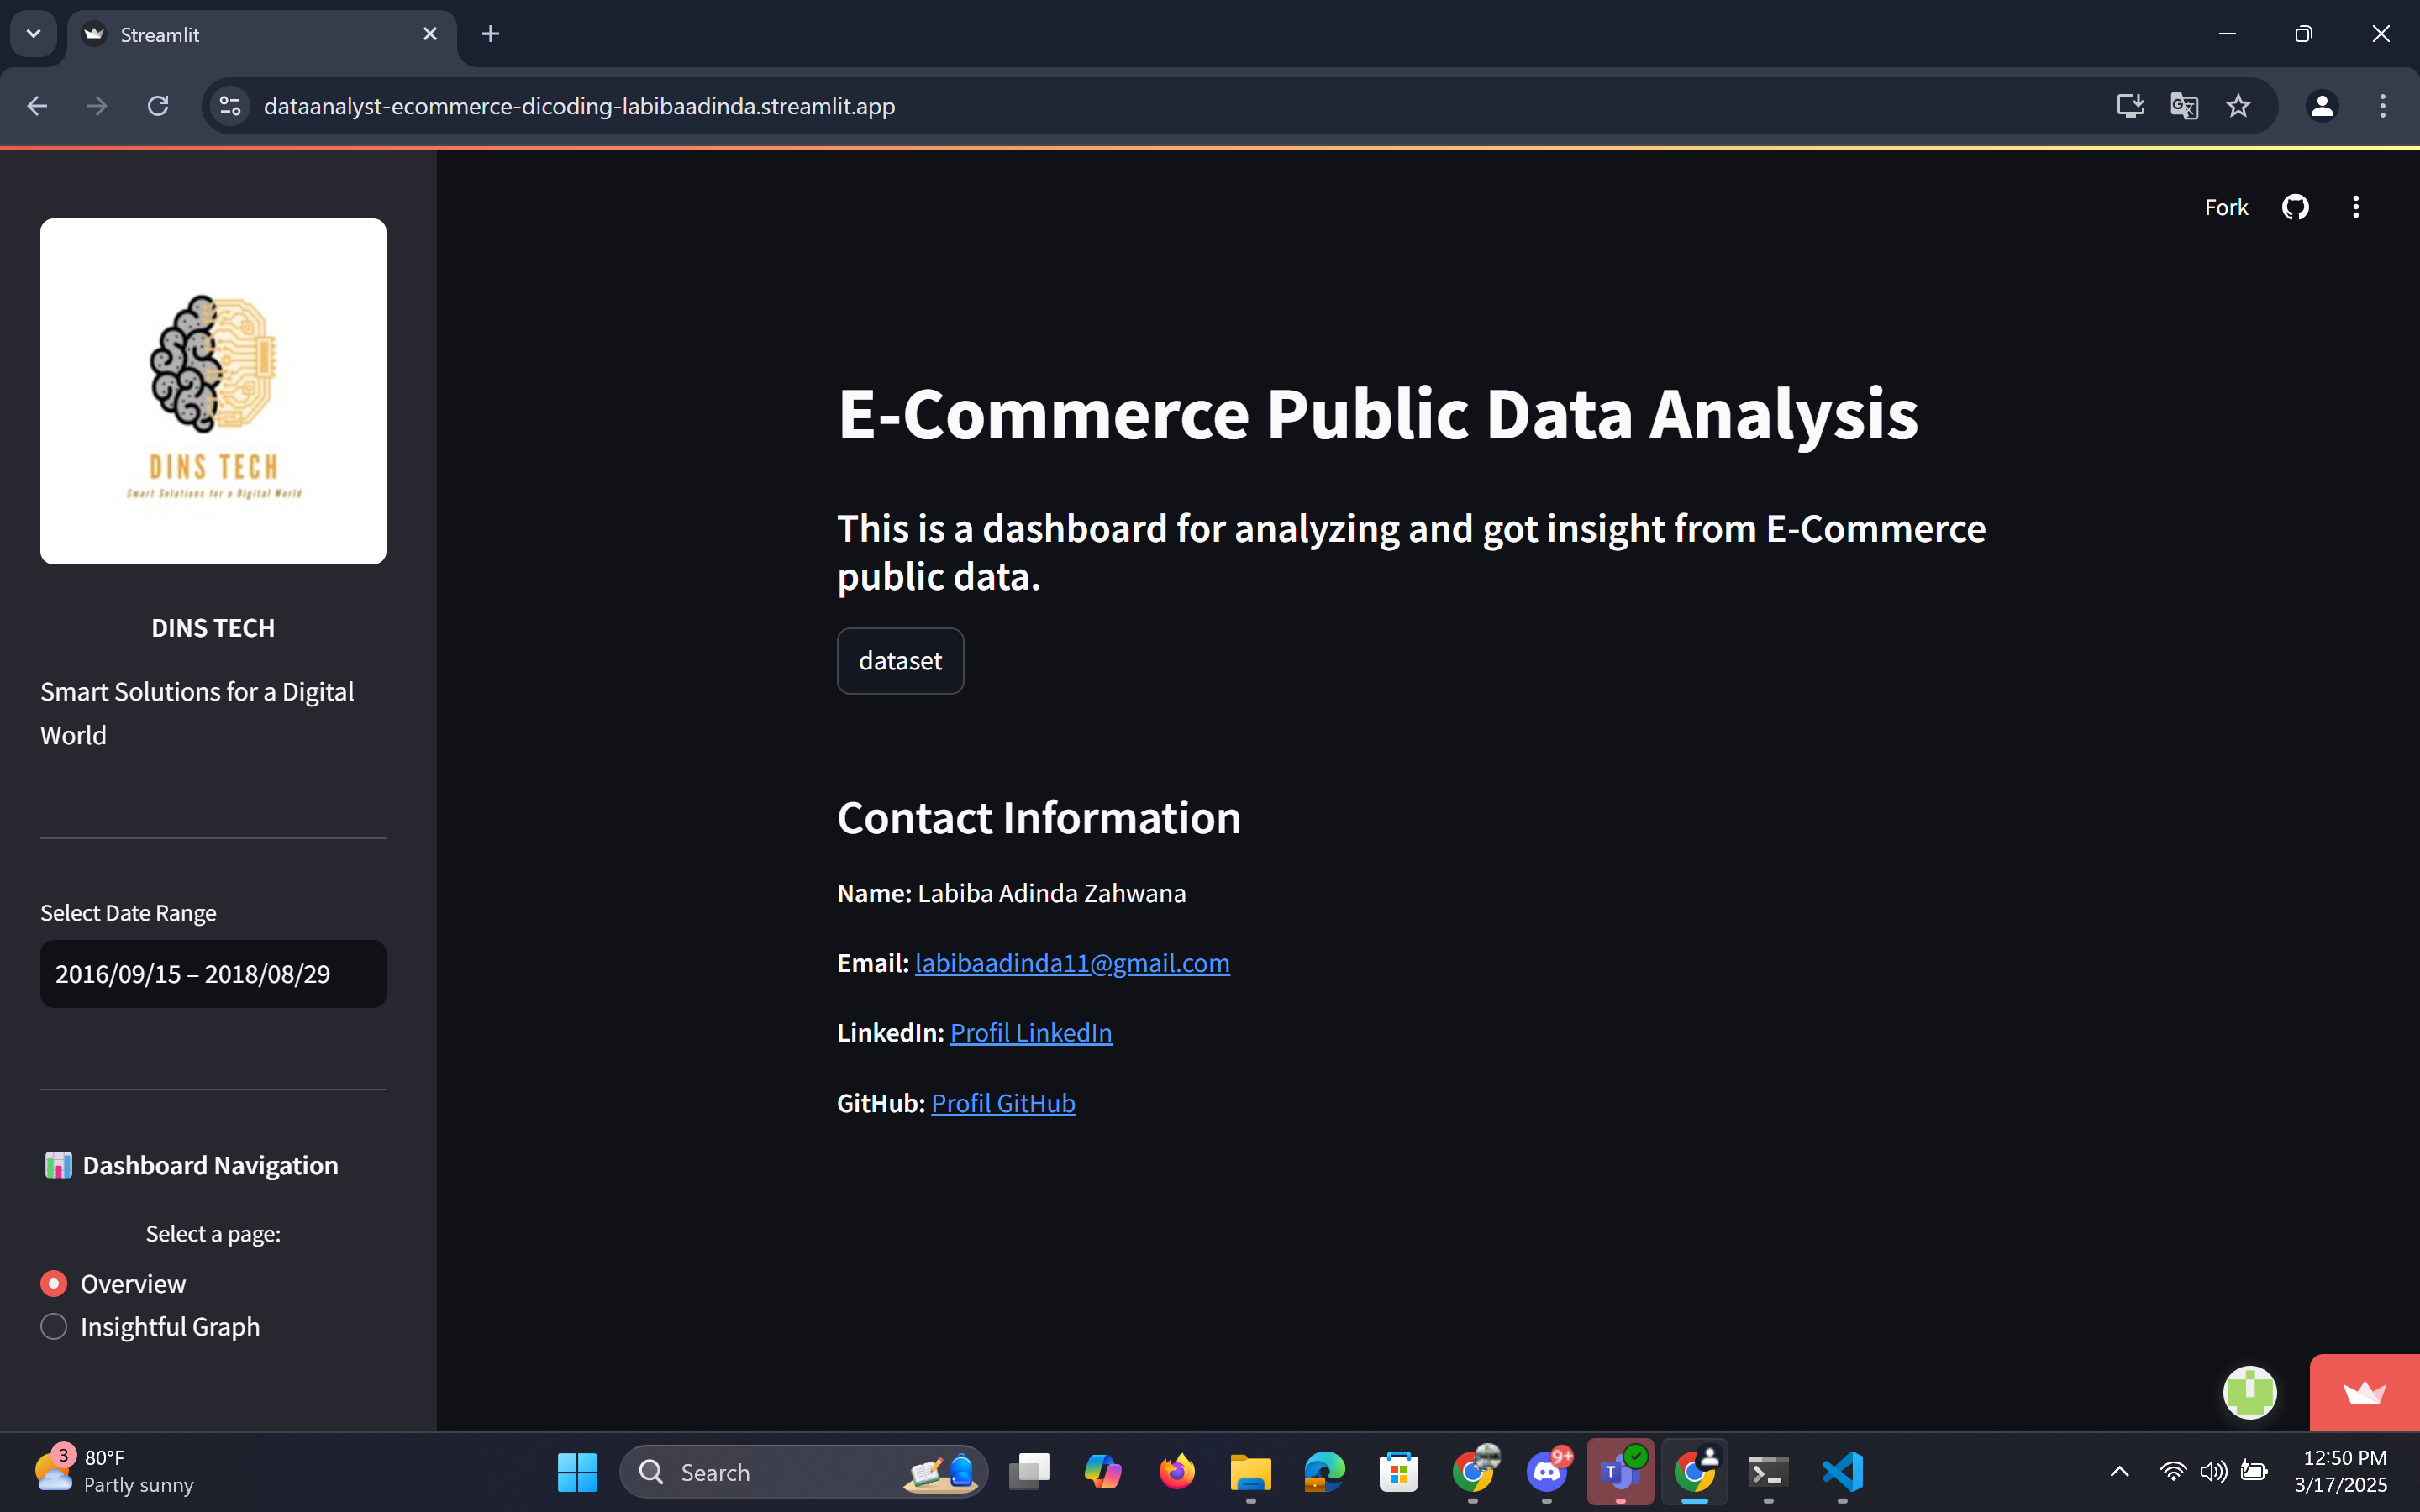 Streamlit
dataanalyst-ecommerce-dicoding-labibaadinda.streamlit.app
Fork
DINS TECH
Smart Solutions for a Digital World
DINS TECH
Smart Solutions for a Digital
World
Select Date Range
2016/09/15 – 2018/08/29
Dashboard Navigation
Select a page:
Overview
Insightful Graph
E-Commerce Public Data Analysis
This is a dashboard for analyzing and got insight from E-Commerce
public data.
dataset
Contact Information
Name: Labiba Adinda Zahwana
Email: labibaadinda11@gmail.com
LinkedIn: Profil LinkedIn
GitHub: Profil GitHub
3
80°F
Partly sunny
Search
9+
T
12:50 PM
3/17/2025